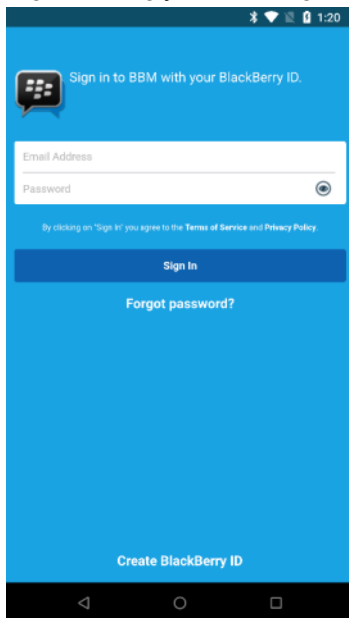 1:20
Sign in to BBM with your BlackBerry ID.
Email Address
Password
By clicking on "Sign In" you agree to the Terms of Service and Privacy Policy.
Sign In
Forgot password?
Create BlackBerry ID